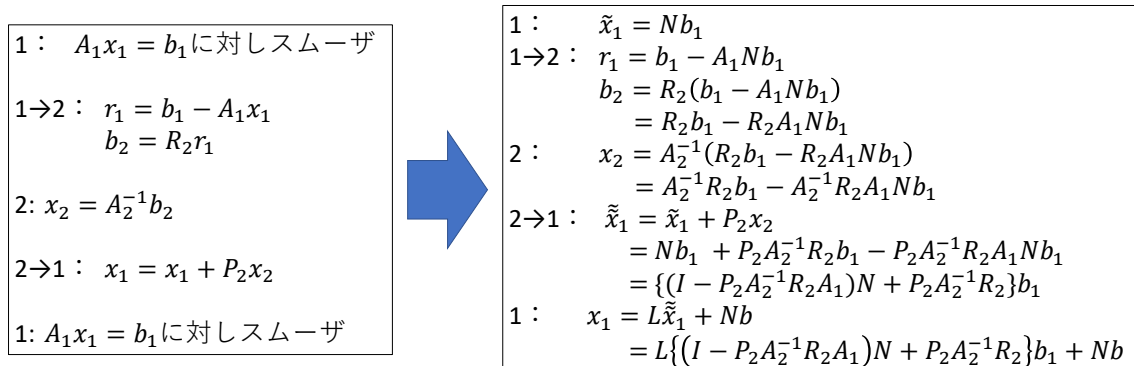 1： A₁x₁ = b₁に対しスムーザ
1→2： r₁ = b₁ − A₁x₁
b₂ = R₂r₁
2: x₂ = A₂⁻¹b₂
2→1： x₁ = x₁ + P₂x₂
1: A₁x₁ = b₁に対しスムーザ
1： x̃₁ = Nb₁
1→2： r₁ = b₁ − A₁Nb₁
b₂ = R₂(b₁ − A₁Nb₁)
= R₂b₁ − R₂A₁Nb₁
2： x₂ = A₂⁻¹(R₂b₁ − R₂A₁Nb₁)
= A₂⁻¹R₂b₁ − A₂⁻¹R₂A₁Nb₁
2→1： x̃̃₁ = x̃₁ + P₂x₂
= Nb₁ + P₂A₂⁻¹R₂b₁ − P₂A₂⁻¹R₂A₁Nb₁
= {(I − P₂A₂⁻¹R₂A₁)N + P₂A₂⁻¹R₂}b₁
1： x₁ = Lx̃̃₁ + Nb
= L{(I − P₂A₂⁻¹R₂A₁)N + P₂A₂⁻¹R₂}b₁ + Nb